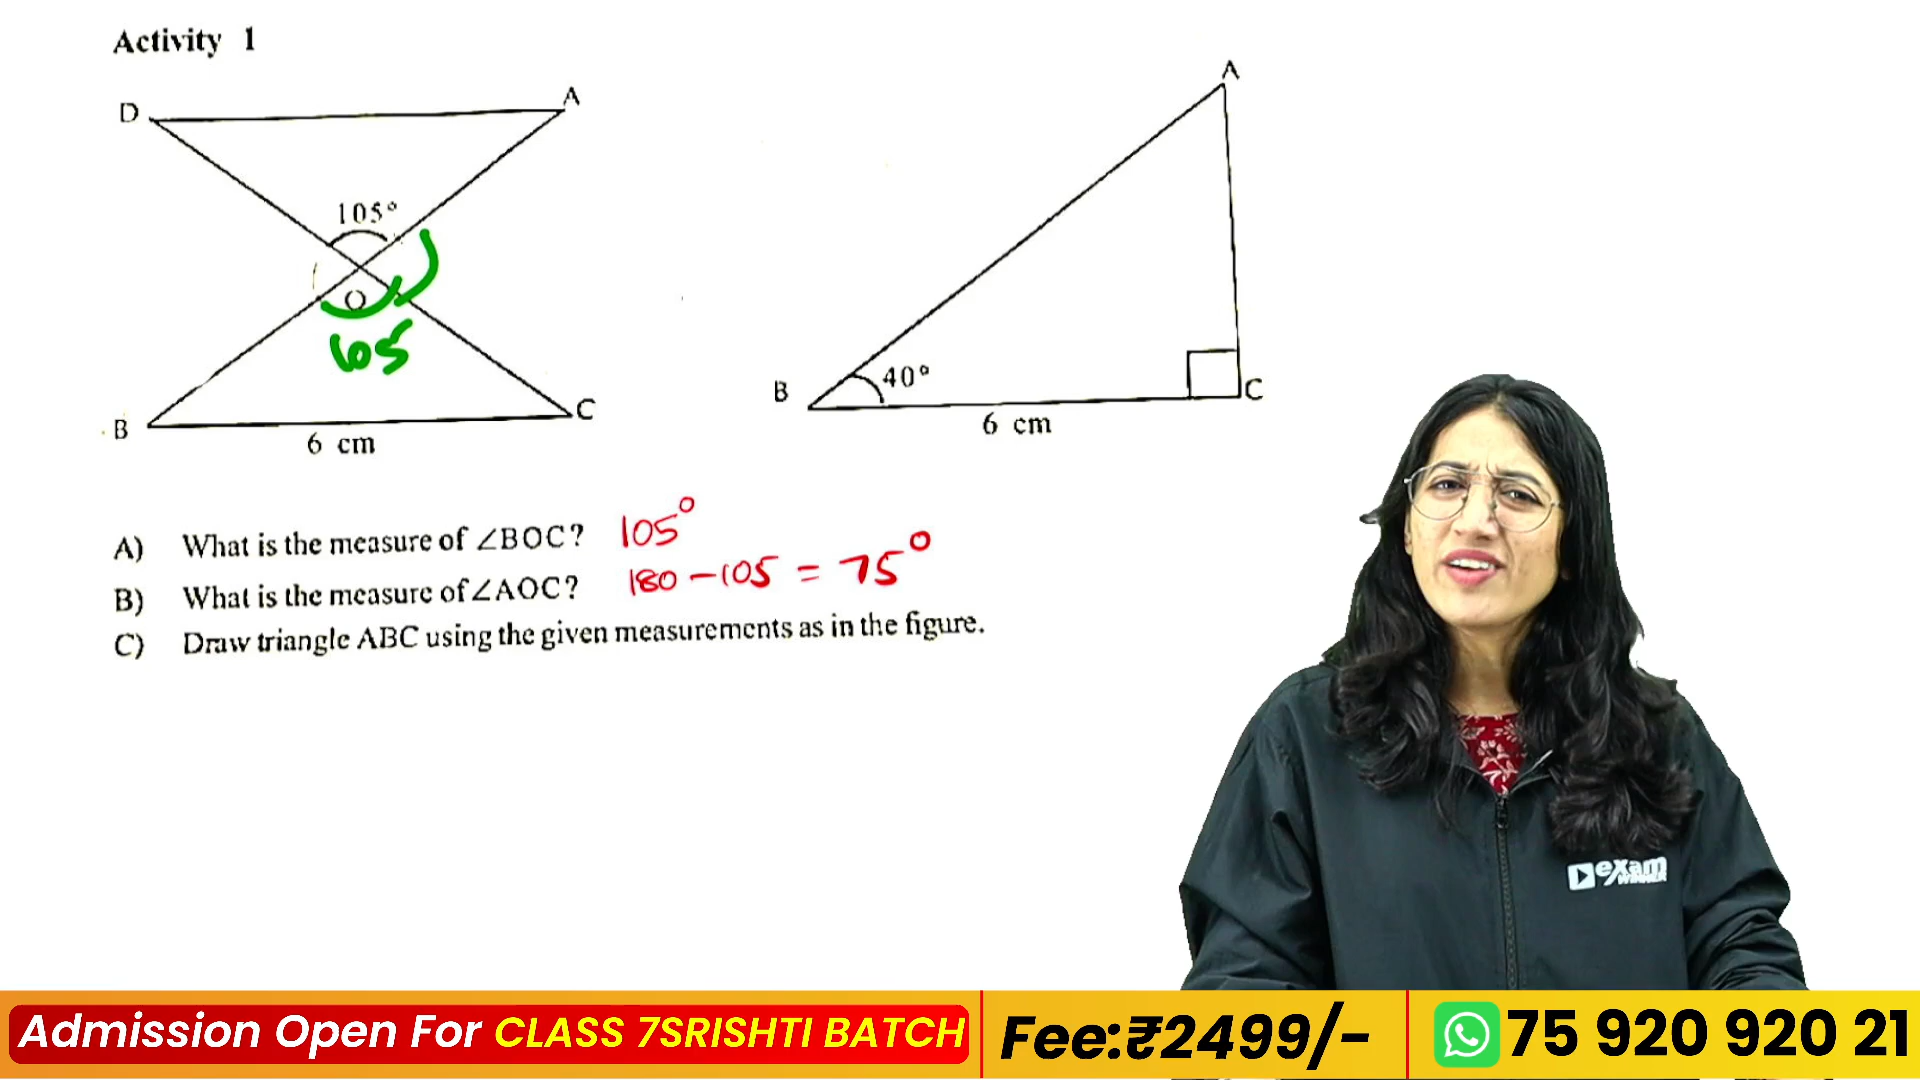 Activity 1
D
A
105°
O
105
B
C
6 cm
A
B
40°
C
6 cm
A) What is the measure of ∠BOC? 105°
B) What is the measure of ∠AOC? 180 - 105 = 75°
C) Draw triangle ABC using the given measurements as in the figure.
exam
WINNER
Admission Open For CLASS 7SRISHTI BATCH
Fee:₹2499/-
75 920 920 21